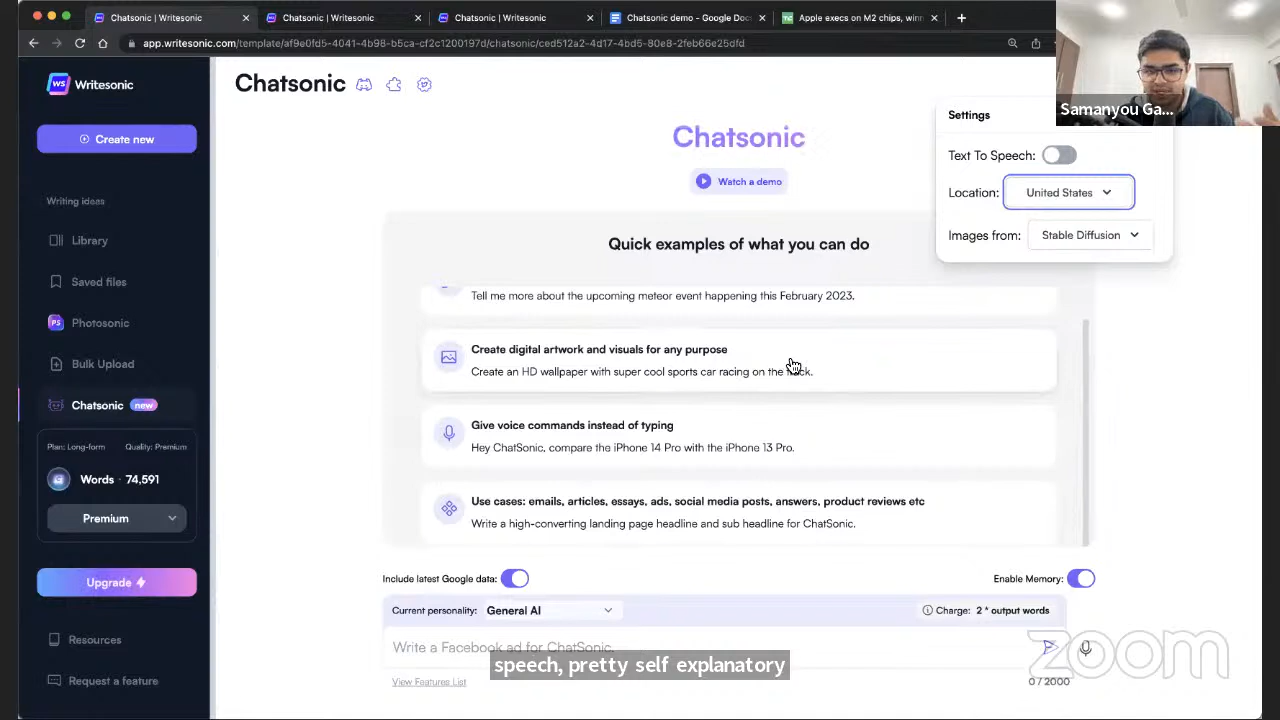 Chatsonic | Writesonic
Chatsonic | Writesonic
Chatsonic | Writesonic
Chatsonic demo - Google Docs
Apple execs on M2 chips, winn
app.writesonic.com/template/af9e0fd5-4041-4b98-b5ca-cf2c1200197d/chatsonic/ced512a2-4d17-4bd5-80e8-2feb66e25dfd
Samanyou Ga...
WS Writesonic
Create new
Writing ideas
Library
Saved files
PS Photosonic
Bulk Upload
Chatsonic new
Plan: Long-form Quality: Premium
Words · 74,591
Premium
Upgrade
Resources
Request a feature
Chatsonic
Chatsonic
Watch a demo
Settings
Text To Speech:
Location: United States
Images from: Stable Diffusion
Quick examples of what you can do
Tell me more about the upcoming meteor event happening this February 2023.
Create digital artwork and visuals for any purpose
Create an HD wallpaper with super cool sports car racing on the track.
Give voice commands instead of typing
Hey ChatSonic, compare the iPhone 14 Pro with the iPhone 13 Pro.
Use cases: emails, articles, essays, ads, social media posts, answers, product reviews etc
Write a high-converting landing page headline and sub headline for ChatSonic.
Include latest Google data:
Enable Memory:
Current personality: General AI
Charge: 2 * output words
Write a Facebook ad for ChatSonic.
speech, pretty self explanatory
View Features List
0 / 2000
zoom